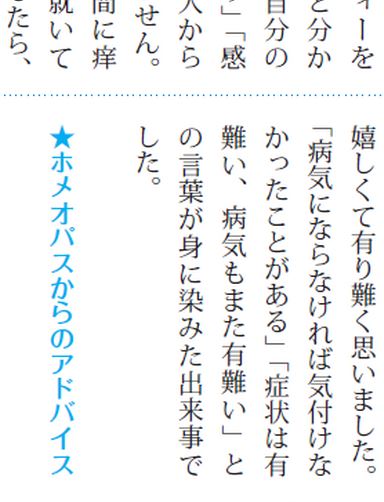 ィーを
と分か
自分の
」「感
人から
せん。
間に痒
就いて
たら、
嬉しくて有り難く思いました。
「病気にならなければ気付けな
かったことがある」「症状は有
難い、病気もまた有難い」と
の言葉が身に染みた出来事で
した。
★ホメオパスからのアドバイス